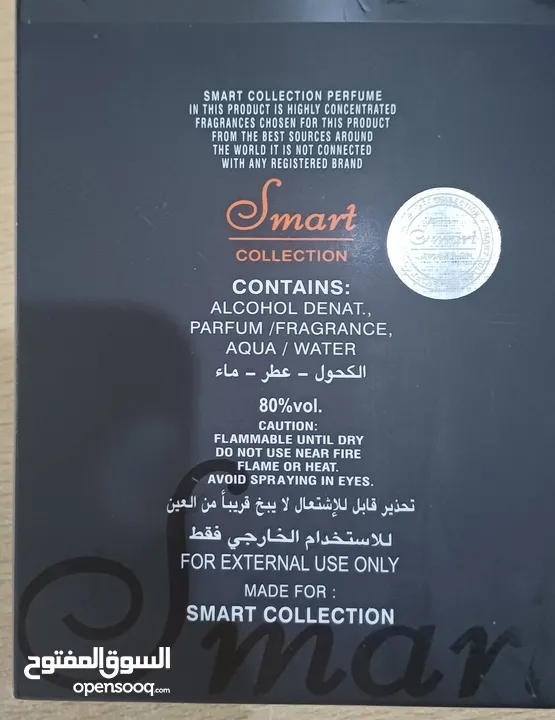 SMART COLLECTION PERFUME
IN THIS PRODUCT IS HIGHLY CONCENTRATED
FRAGRANCES CHOSEN FOR THIS PRODUCT
FROM THE BEST SOURCES AROUND
THE WORLD IT IS NOT CONNECTED
WITH ANY REGISTERED BRAND
Smart
COLLECTION
Smart
CONTAINS:
ALCOHOL DENAT.,
PARFUM /FRAGRANCE,
AQUA / WATER
الكحول - عطر - ماء
80%vol.
CAUTION:
FLAMMABLE UNTIL DRY
DO NOT USE NEAR FIRE
FLAME OR HEAT.
AVOID SPRAYING IN EYES.
تحذير قابل للإشتعال لا يبخ قريباً من العين
للاستخدام الخارجي فقط
FOR EXTERNAL USE ONLY
MADE FOR :
SMART COLLECTION
Smar
السوق المفتوح
opensooq.com